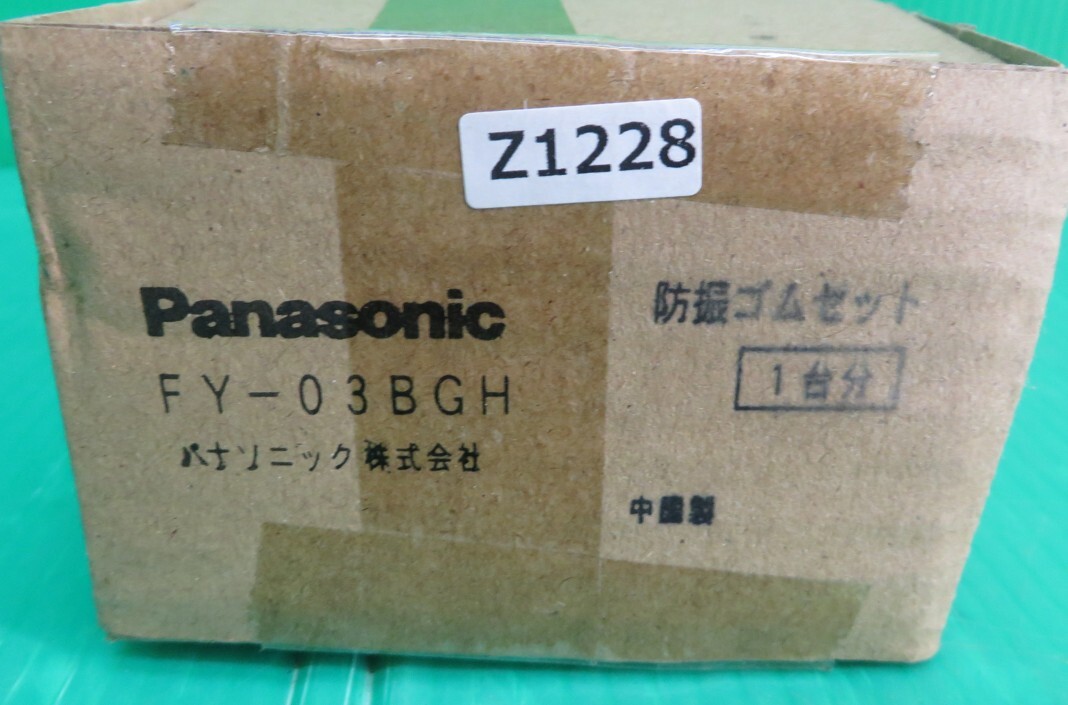 Z1228
Panasonic
FY-03BGH
パナソニック株式会社
防振ゴムセット
1台分
中国製